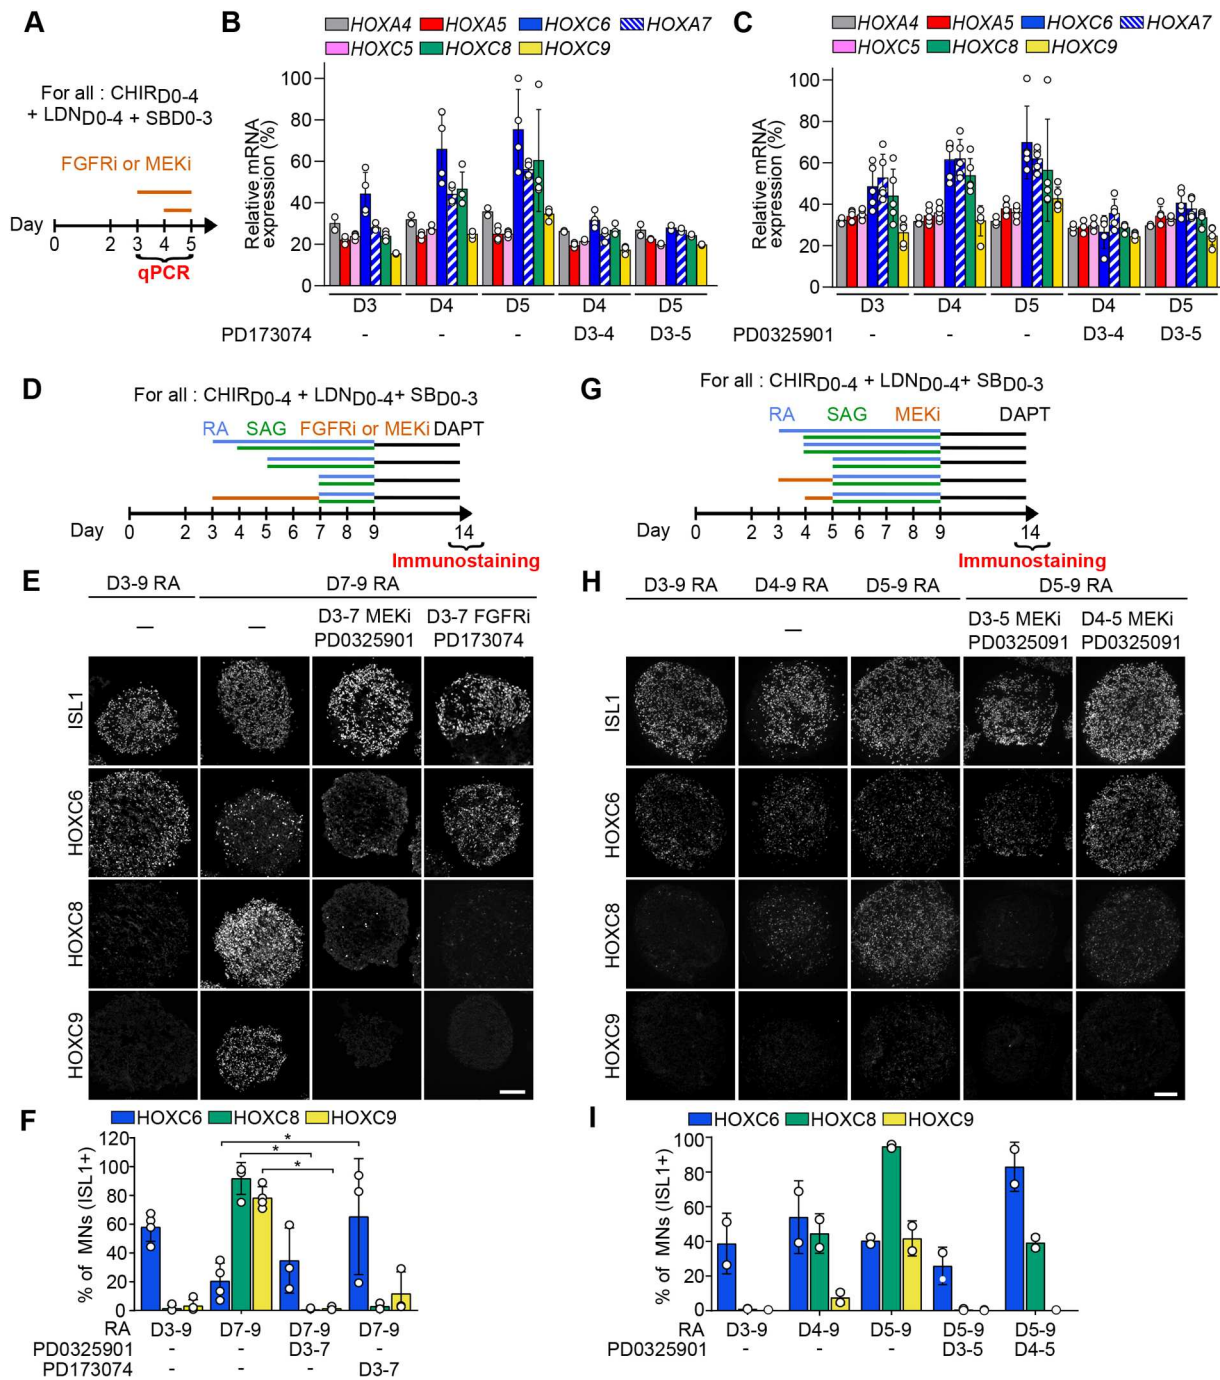 A
For all : CHIRD0-4
+ LDND0-4 + SBD0-3
FGFRi or MEKi
Day
0 2 3 4 5
qPCR
B
HOXA4 HOXA5 HOXC6 HOXA7
HOXC5 HOXC8 HOXC9
Relative mRNA
expression (%)
100
80
60
40
20
0
D3 D4 D5 D4 D5
PD173074 - - - D3-4 D3-5
C
HOXA4 HOXA5 HOXC6 HOXA7
HOXC5 HOXC8 HOXC9
Relative mRNA
expression (%)
100
80
60
40
20
0
D3 D4 D5 D4 D5
PD0325901 - - - D3-4 D3-5
D
For all : CHIRD0-4 + LDND0-4+ SBD0-3
RA SAG FGFRi or MEKi DAPT
Day 0 2 3 4 5 6 7 9 14
Immunostaining
G
For all : CHIRD0-4 + LDND0-4+ SBD0-3
RA SAG MEKi DAPT
Day 0 2 3 4 5 6 7 9 14
Immunostaining
E
D3-9 RA D7-9 RA
— — D3-7 MEKi D3-7 FGFRi
PD0325901 PD173074
ISL1
HOXC6
HOXC8
HOXC9
H
D3-9 RA D4-9 RA D5-9 RA D5-9 RA
— D3-5 MEKi D4-5 MEKi
PD0325091 PD0325091
ISL1
HOXC6
HOXC8
HOXC9
F
HOXC6 HOXC8 HOXC9
% of MNs (ISL1+)
120
100
80
60
40
20
0
*
*
*
RA D3-9 D7-9 D7-9 D7-9
PD0325901 - - D3-7 -
PD173074 - - - D3-7
I
HOXC6 HOXC8 HOXC9
% of MNs (ISL1+)
100
80
60
40
20
0
RA D3-9 D4-9 D5-9 D5-9 D5-9
PD0325901 - - - D3-5 D4-5